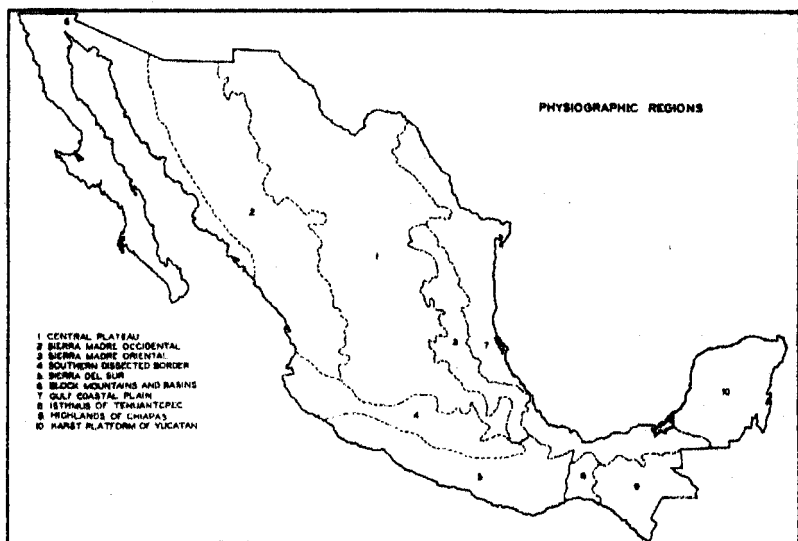 PHYSIOGRAPHIC REGIONS
6
2
1
3
7
10
4
5
8
9
1 CENTRAL PLATEAU
2 SIERRA MADRE OCCIDENTAL
3 SIERRA MADRE ORIENTAL
4 SOUTHERN DISSECTED BORDER
5 SIERRA DEL SUR
6 BLOCK MOUNTAINS AND BASINS
7 GULF COASTAL PLAIN
8 ISTHMUS OF TEHUANTEPEC
9 HIGHLANDS OF CHIAPAS
10 KARST PLATFORM OF YUCATAN